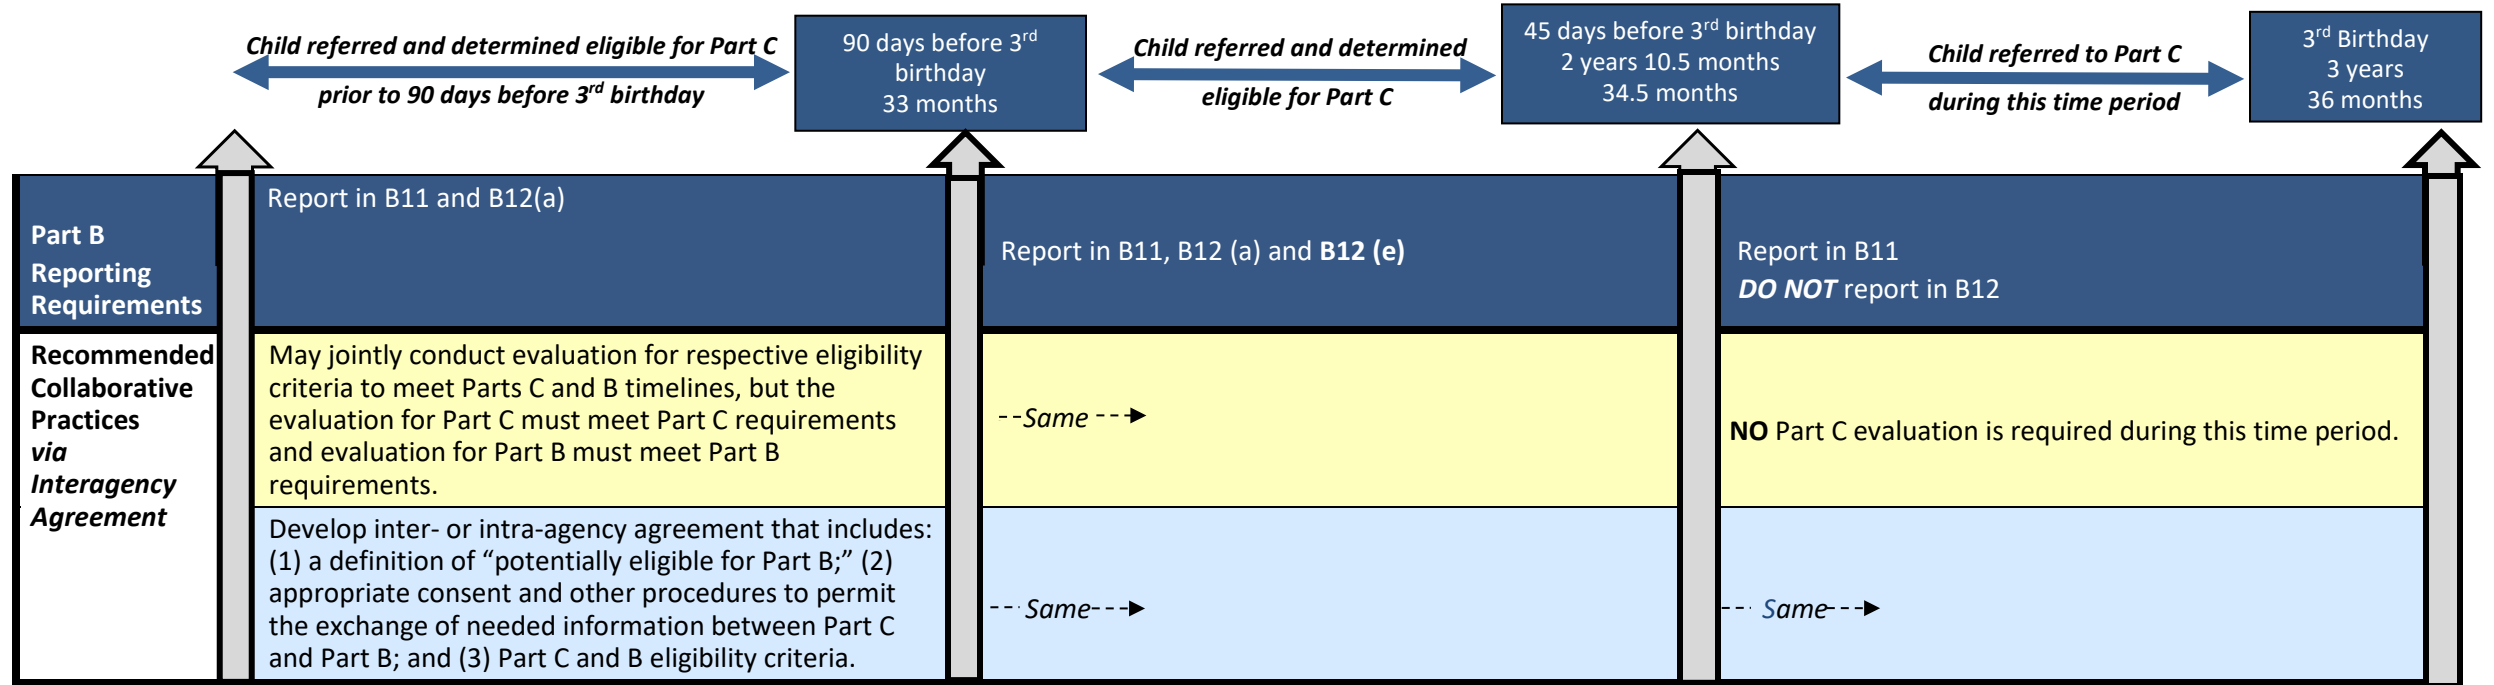 Child referred and determined eligible for Part C
prior to 90 days before 3rd birthday
90 days before 3rd
birthday
33 months
Child referred and determined
eligible for Part C
45 days before 3rd birthday
2 years 10.5 months
34.5 months
Child referred to Part C
during this time period
3rd Birthday
3 years
36 months
Part B
Reporting
Requirements
Report in B11 and B12(a)
Report in B11, B12 (a) and B12 (e)
Report in B11
DO NOT report in B12
Recommended
Collaborative
Practices
via
Interagency
Agreement
May jointly conduct evaluation for respective eligibility
criteria to meet Parts C and B timelines, but the
evaluation for Part C must meet Part C requirements
and evaluation for Part B must meet Part B
requirements.
Same
NO Part C evaluation is required during this time period.
Develop inter- or intra-agency agreement that includes:
(1) a definition of “potentially eligible for Part B;” (2)
appropriate consent and other procedures to permit
the exchange of needed information between Part C
and Part B; and (3) Part C and B eligibility criteria.
Same
Same